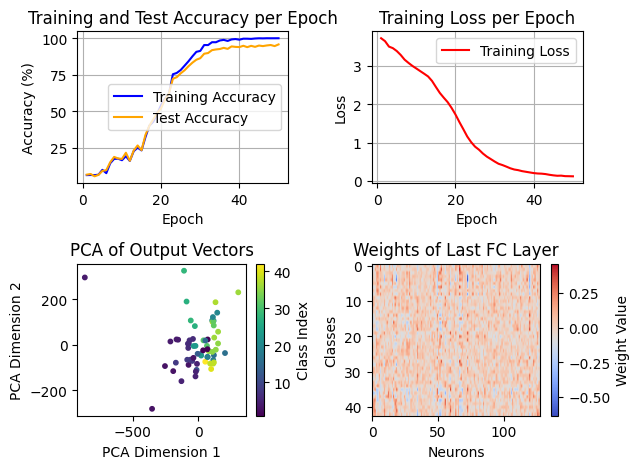 Training and Test Accuracy per Epoch
Accuracy (%)
100
75
50
25
Training Accuracy
Test Accuracy
0
20
40
Epoch
Training Loss per Epoch
Loss
3
2
1
0
Training Loss
0
20
40
Epoch
PCA of Output Vectors
PCA Dimension 2
200
0
−200
−500
0
PCA Dimension 1
40
30
20
10
Class Index
Weights of Last FC Layer
Classes
0
10
20
30
40
0
50
100
Neurons
0.25
0.00
−0.25
−0.50
Weight Value